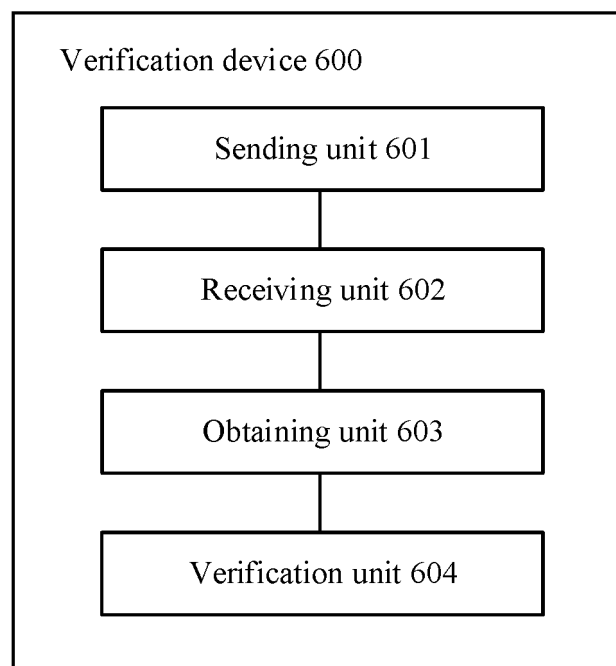 Verification device 600
Sending unit 601
Receiving unit 602
Obtaining unit 603
Verification unit 604